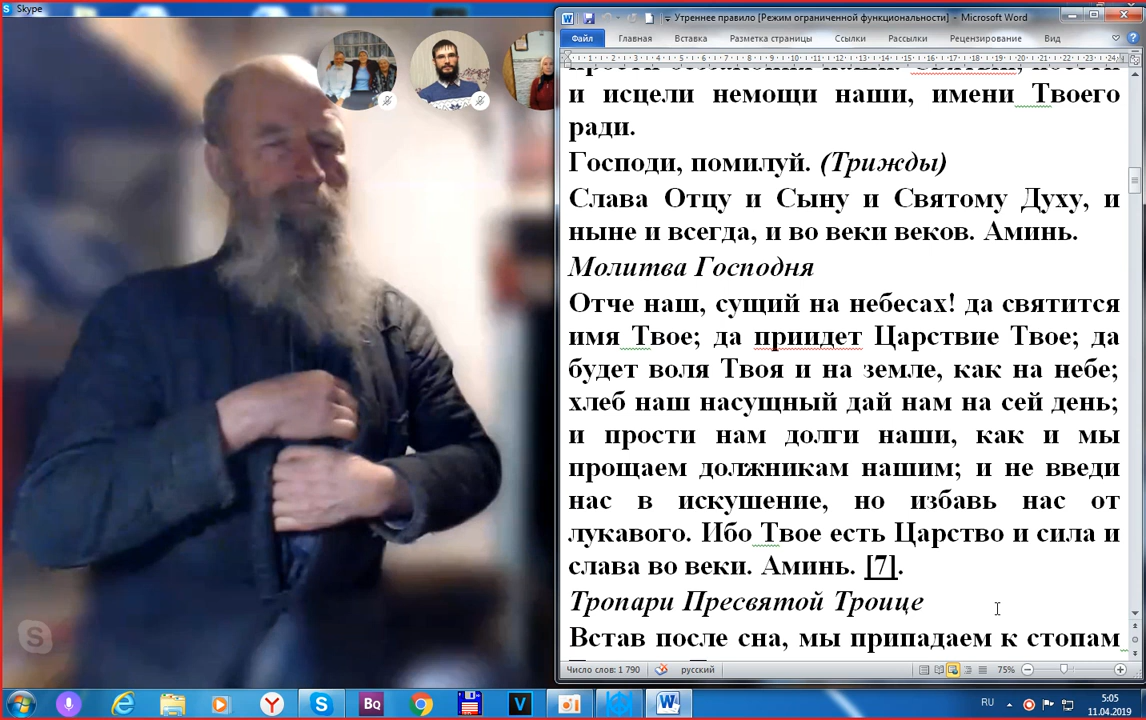 Skype
Утреннее правило [Режим ограниченной функциональности] - Microsoft Word
Файл Главная Вставка Разметка страницы Ссылки Рассылки Рецензирование Вид
и исцели немощи наши, имени Твоего
ради.
Господи, помилуй. (Трижды)
Слава Отцу и Сыну и Святому Духу, и
ныне и всегда, и во веки веков. Аминь.
Молитва Господня
Отче наш, сущий на небесах! да святится
имя Твое; да приидет Царствие Твое; да
будет воля Твоя и на земле, как на небе;
хлеб наш насущный дай нам на сей день;
и прости нам долги наши, как и мы
прощаем должникам нашим; и не введи
нас в искушение, но избавь нас от
лукавого. Ибо Твое есть Царство и сила и
слава во веки. Аминь. [7].
Тропари Пресвятой Троице
Встав после сна, мы припадаем к стопам
Число слов: 1 790 русский 75%
RU 5:05
11.04.2019